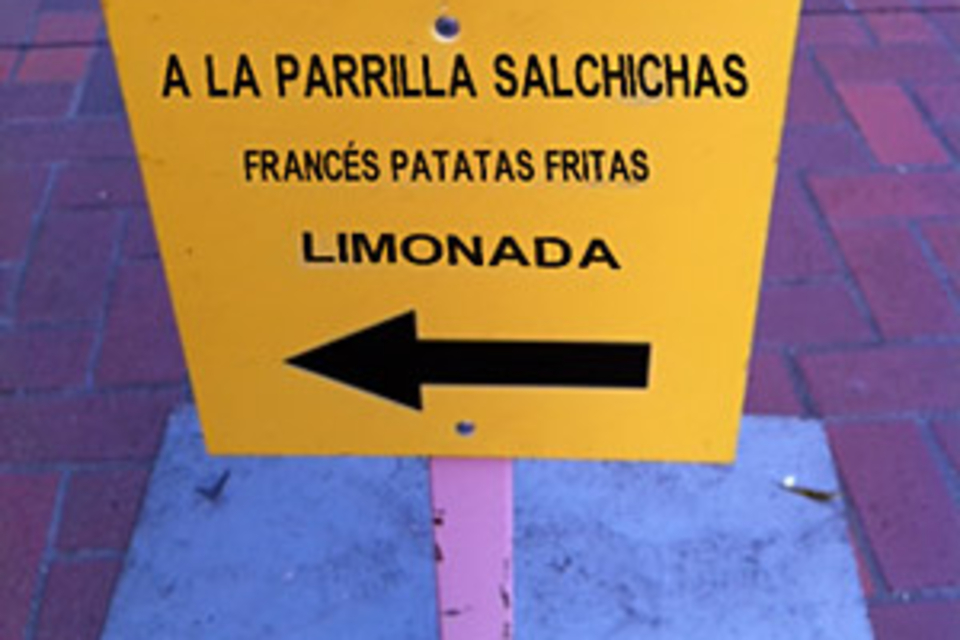 A LA PARRILLA SALCHICHAS
FRANCÉS PATATAS FRITAS
LIMONADA